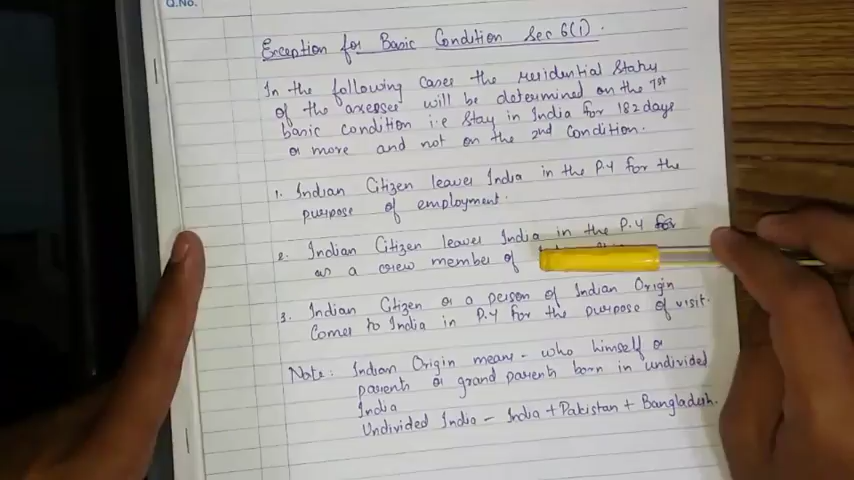 Q.No.
Exception for Basic Condition Sec 6(1).
In the following cases the residential status
of the assessee will be determined on the 1st
basic condition i.e stay in India for 182 days
or more and not on the 2nd condition.
1. Indian Citizen leaves India in the P.Y for the
purpose of employment.
2. Indian Citizen leaves India in the P.Y for
as a crew member of
3. Indian Citizen or a person of Indian Origin
Comes to India in P.Y for the purpose of visit.
Note: Indian Origin means - who himself or
parents or grand parents born in undivided
India
Undivided India - India + Pakistan + Bangladesh.